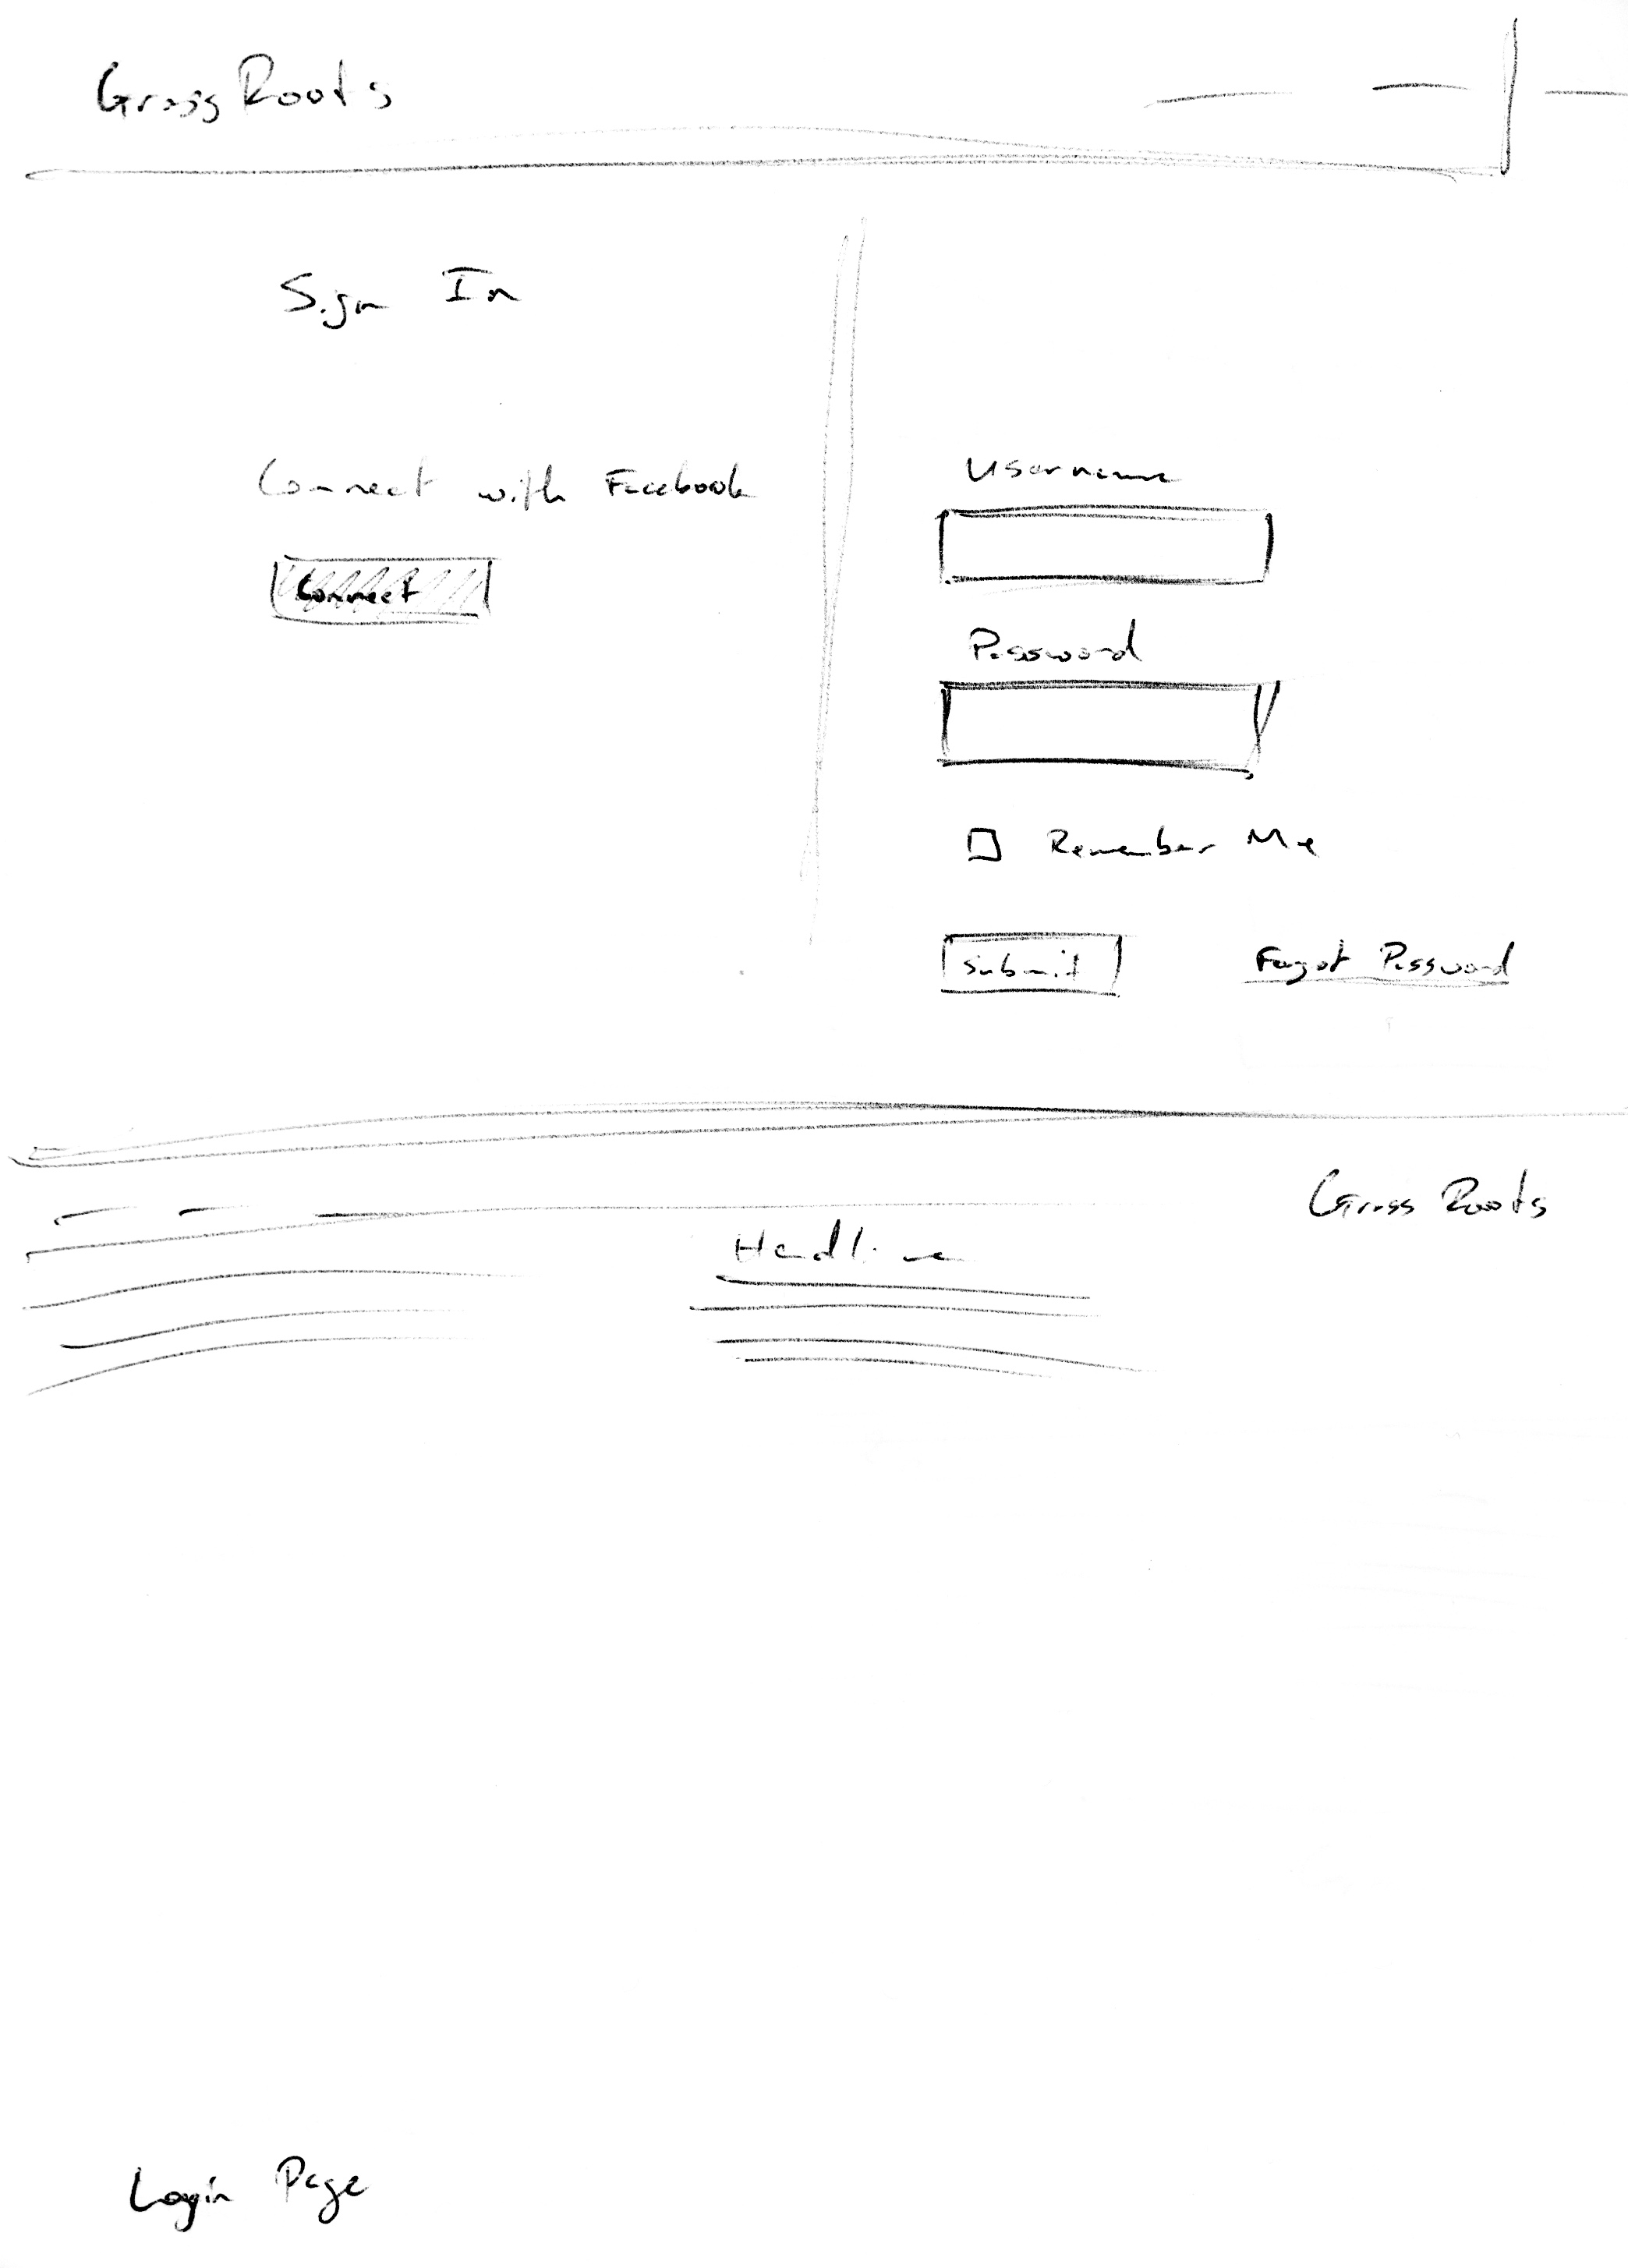 Grass Roots
Sign In
Connect with Facebook
Connect
Username
Password
Remember Me
Submit
Forgot Password
Grass Roots
Headline
Login Page